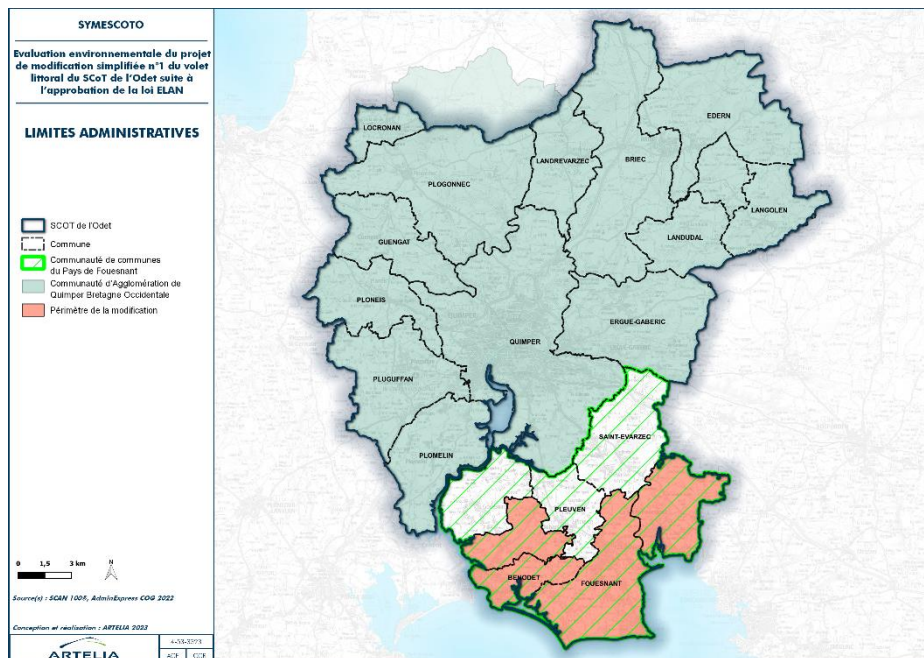 SYMESCOTO
Evaluation environnementale du projet
de modification simplifiée n°1 du volet
littoral du SCoT de l'Odet suite à
l'approbation de la loi ELAN
LIMITES ADMINISTRATIVES
SCOT de l'Odet
Commune
Communauté de communes
du Pays de Fouesnant
Communauté d'Agglomération de
Quimper Bretagne Occidentale
Périmètre de la modification
0 1,5 3 km
N
Source(s) : SCAN 100®, AdminExpress COG 2022
Conception et réalisation : ARTELIA 2023
ARTELIA
LOCRONAN
PLOGONNEC
LANDREVARZEC
BRIEC
EDERN
LANGOLEN
LANDUDAL
GUENGAT
PLONEIS
QUIMPER
ERGUE-GABERIC
PLUGUFFAN
PLOMELIN
SAINT-EVARZEC
PLEUVEN
BENODET
FOUESNANT